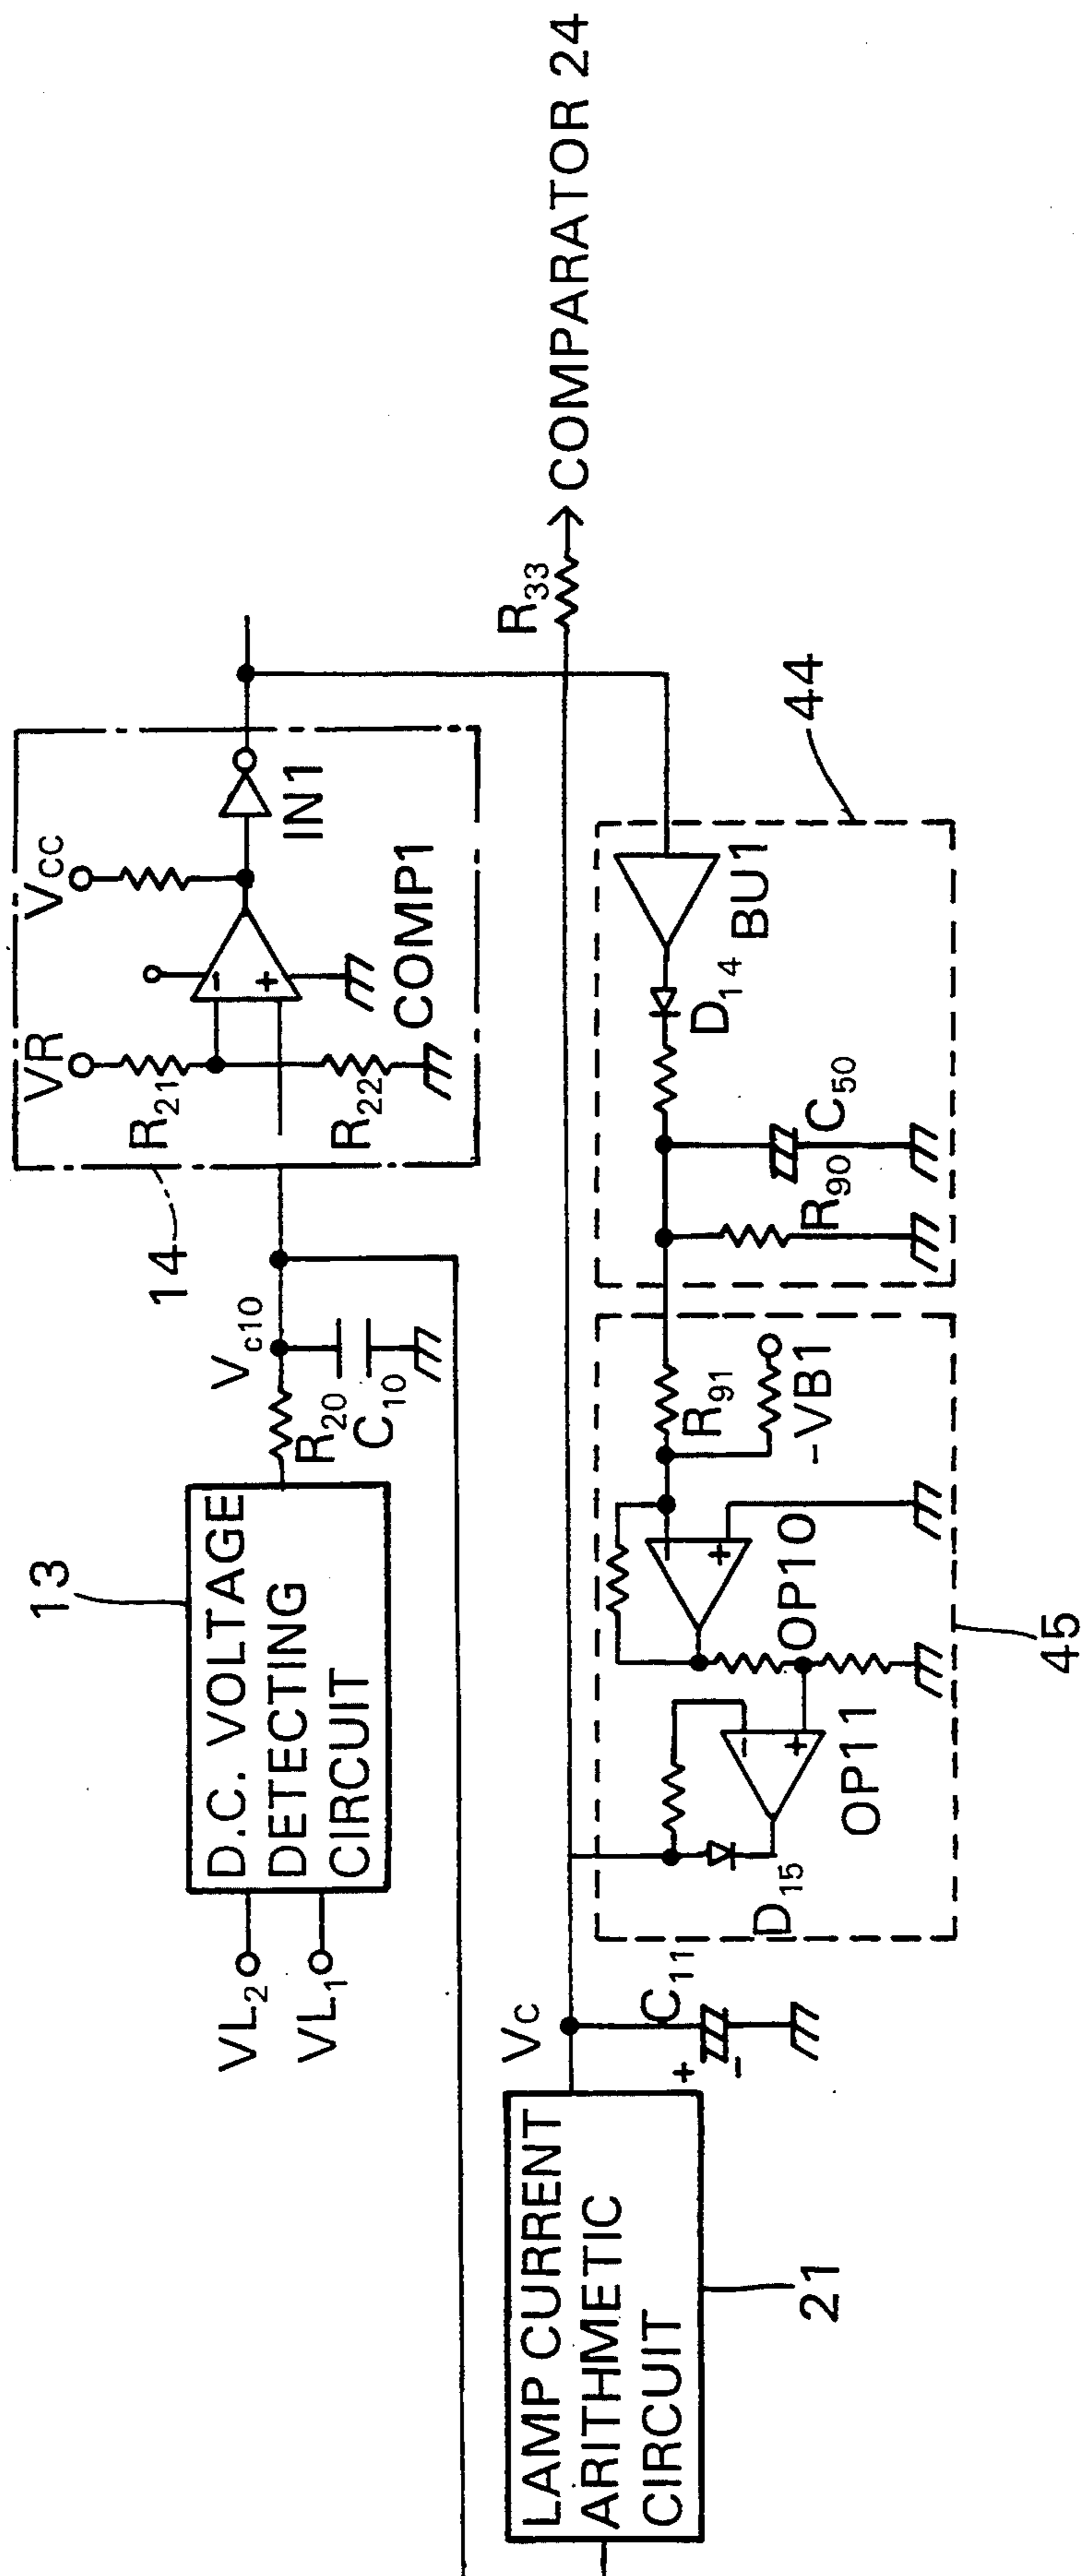 VL₂
VL₁
13
D.C. VOLTAGE
DETECTING
CIRCUIT
R₂₀
C₁₀
Vc10
14
VR
R₂₁
R₂₂
-
+
COMP1
VCC
IN1
LAMP CURRENT
ARITHMETIC
CIRCUIT
21
VC
+
-
C₁₁
R₃₃
COMPARATOR 24
D₁₅
OP11
-
+
OP10
-
+
R₉₁
-VB1
45
R₉₀
C₅₀
D₁₄
BU1
44